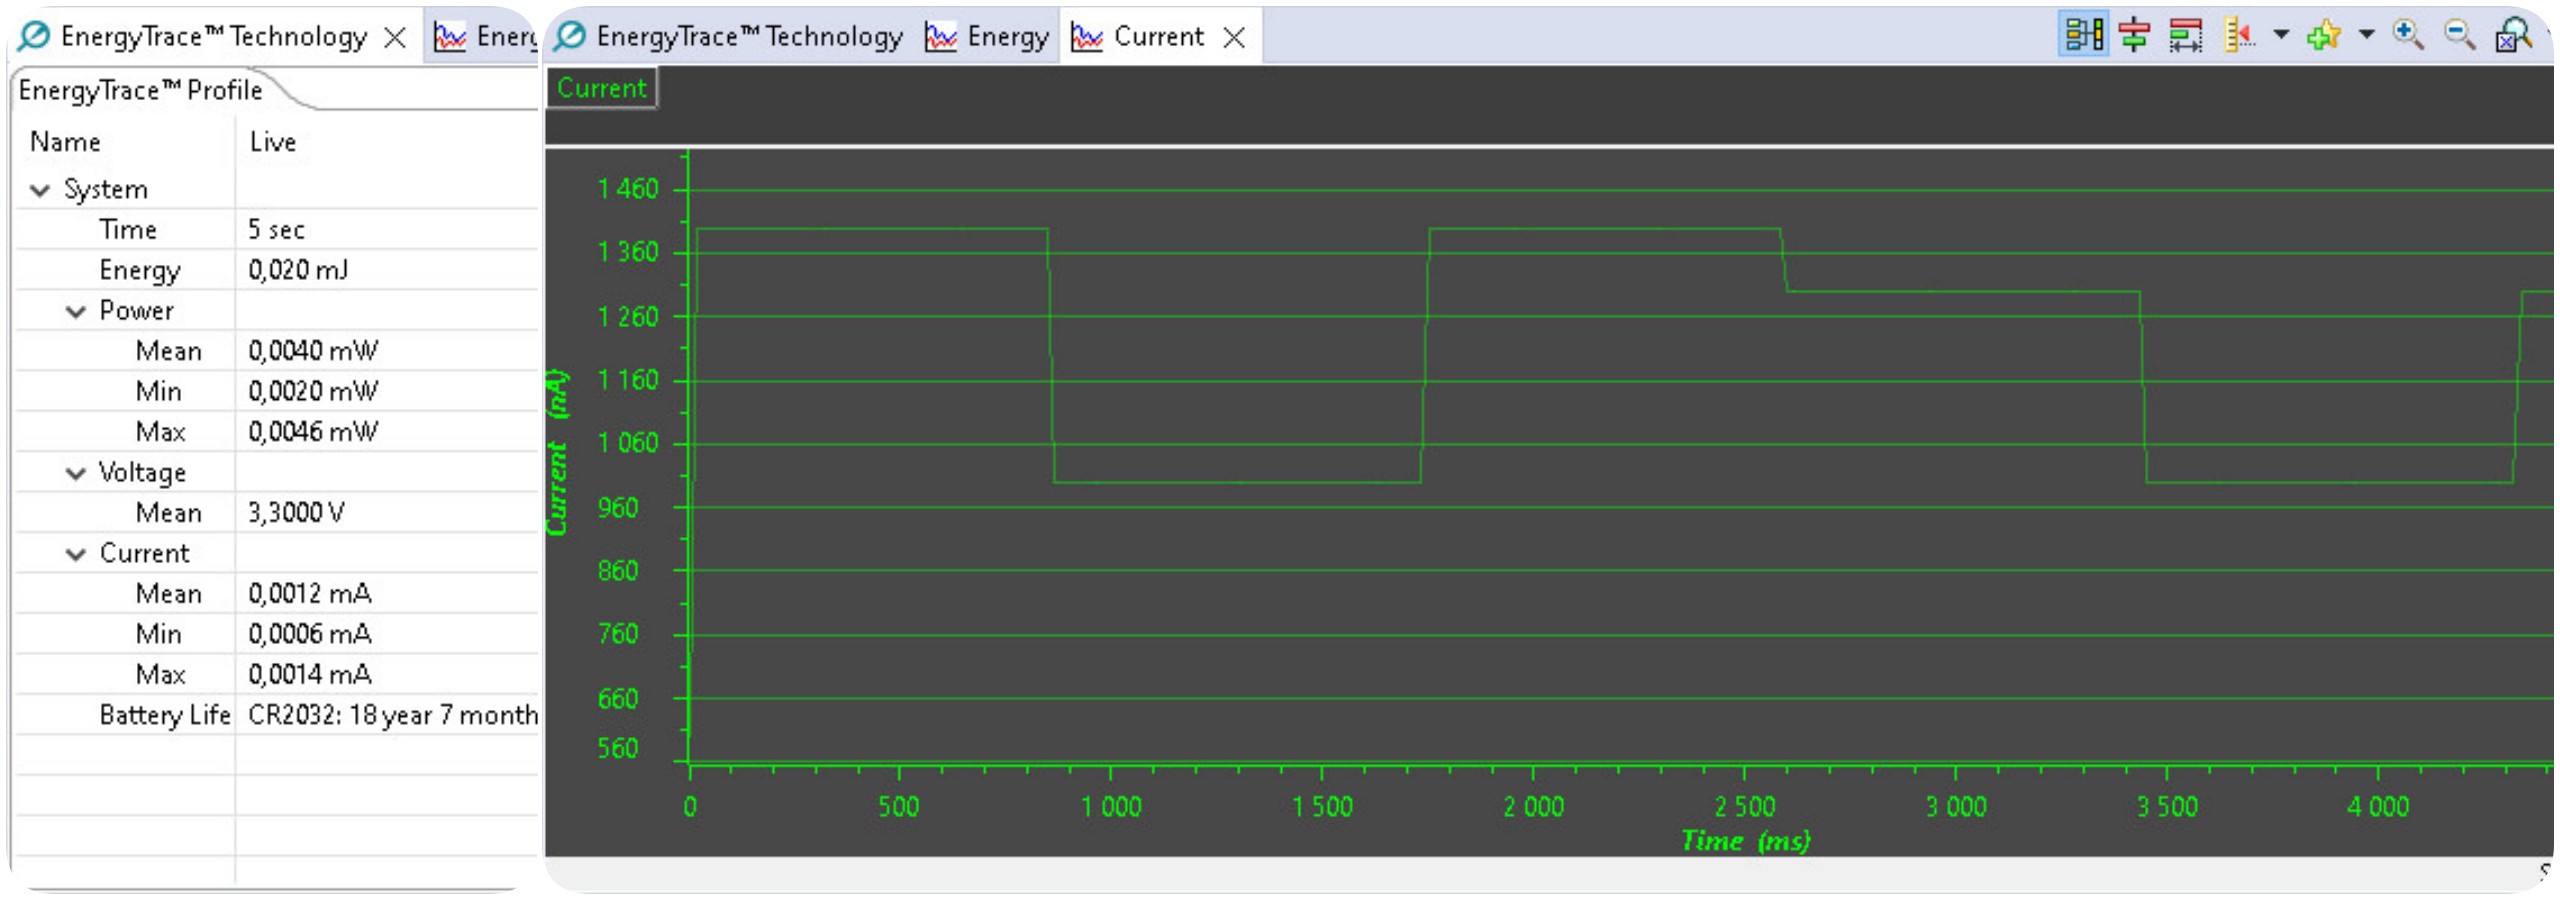 EnergyTrace™ Technology
EnergyTrace™ Profile
Name Live
System
Time 5 sec
Energy 0,020 mJ
Power
Mean 0,0040 mW
Min 0,0020 mW
Max 0,0046 mW
Voltage
Mean 3,3000 V
Current
Mean 0,0012 mA
Min 0,0006 mA
Max 0,0014 mA
Battery Life CR2032: 18 year 7 month
EnergyTrace™ Technology Energy Current
Current
1 460
1 360
1 260
1 160
1 060
960
860
760
660
560
Current (nA)
0 500 1 000 1 500 2 000 2 500 3 000 3 500 4 000
Time (ms)